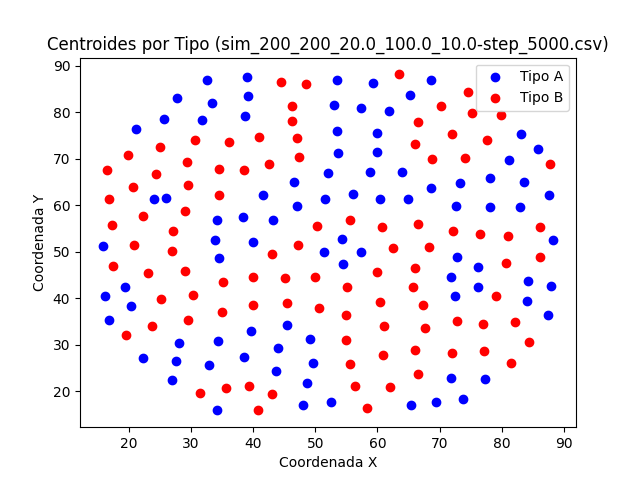 Centroides por Tipo (sim_200_200_20.0_100.0_10.0-step_5000.csv)
Tipo A
Tipo B
90
80
70
60
50
40
30
20
Coordenada Y
20 30 40 50 60 70 80 90
Coordenada X